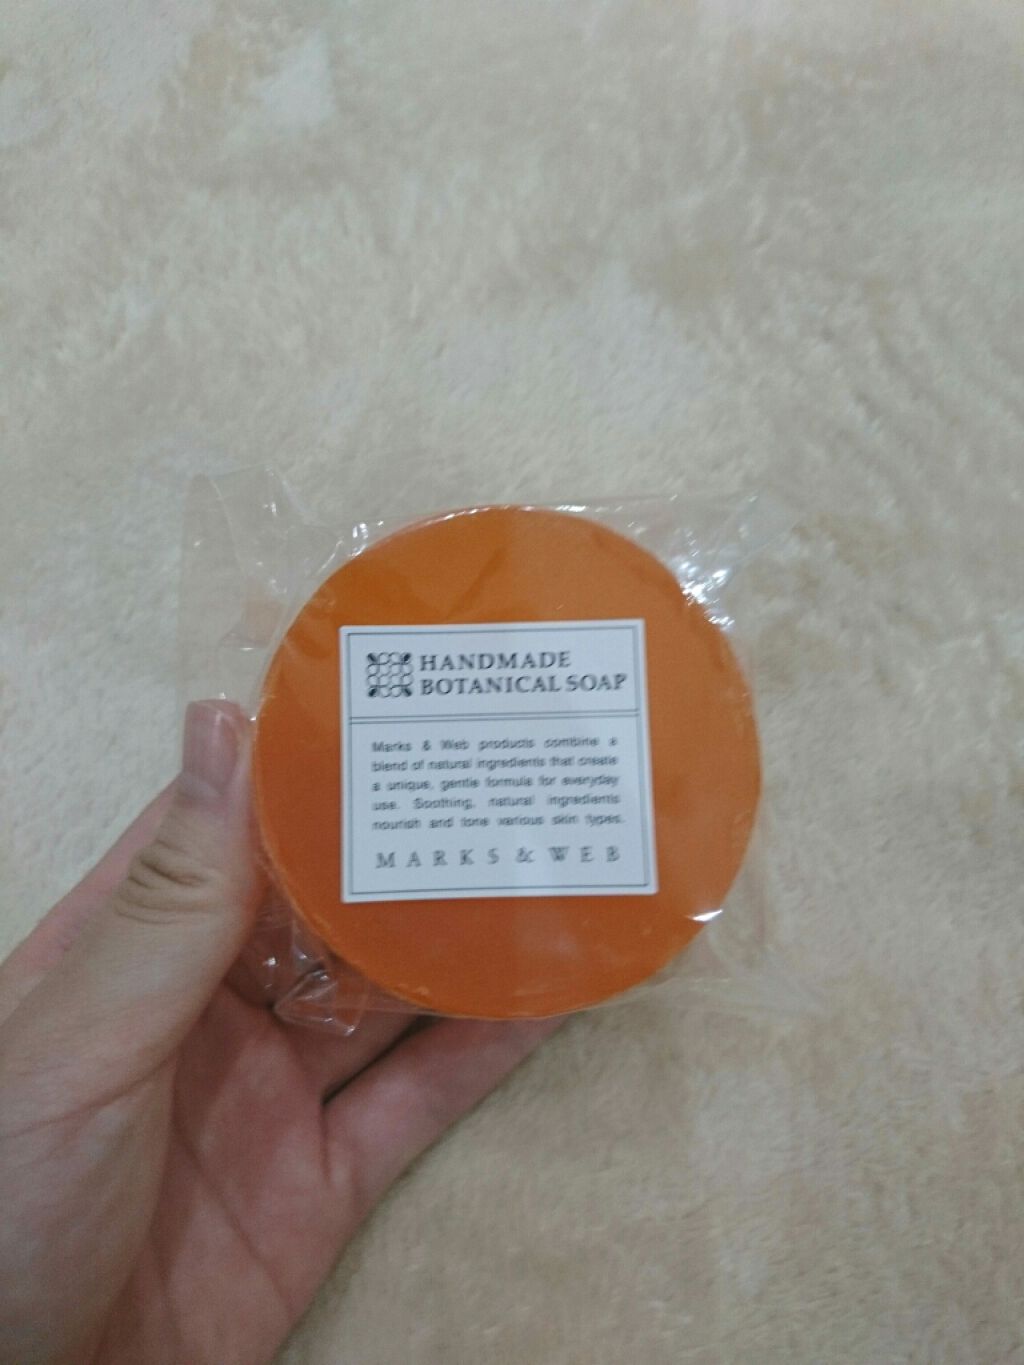 HANDMADE
BOTANICAL SOAP
Marks & Web products combine a
blend of natural ingredients that create
a unique, gentle formula for everyday
use. Soothing, natural ingredients
nourish and tone various skin types.
MARKS & WEB